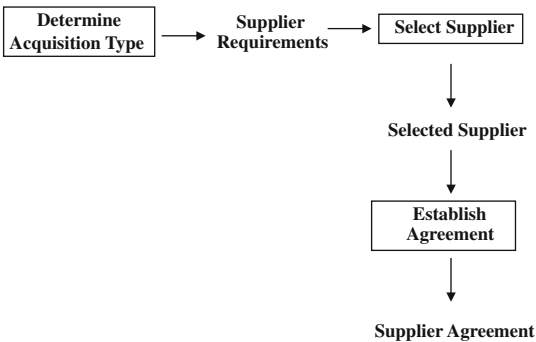 Determine
Acquisition Type
Supplier
Requirements
Select Supplier
Selected Supplier
Establish
Agreement
Supplier Agreement